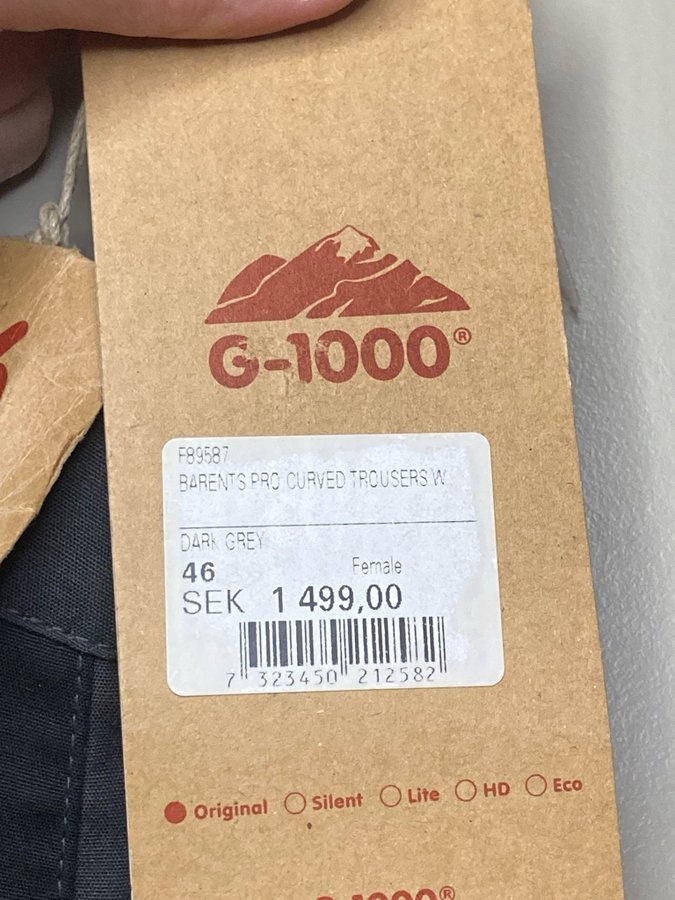 G-1000®
F89587
BARENTS PRO CURVED TROUSERS W
DARK GREY
46 Female
SEK 1 499,00
7 323450 212582
Original Silent Lite HD Eco
G-1000®